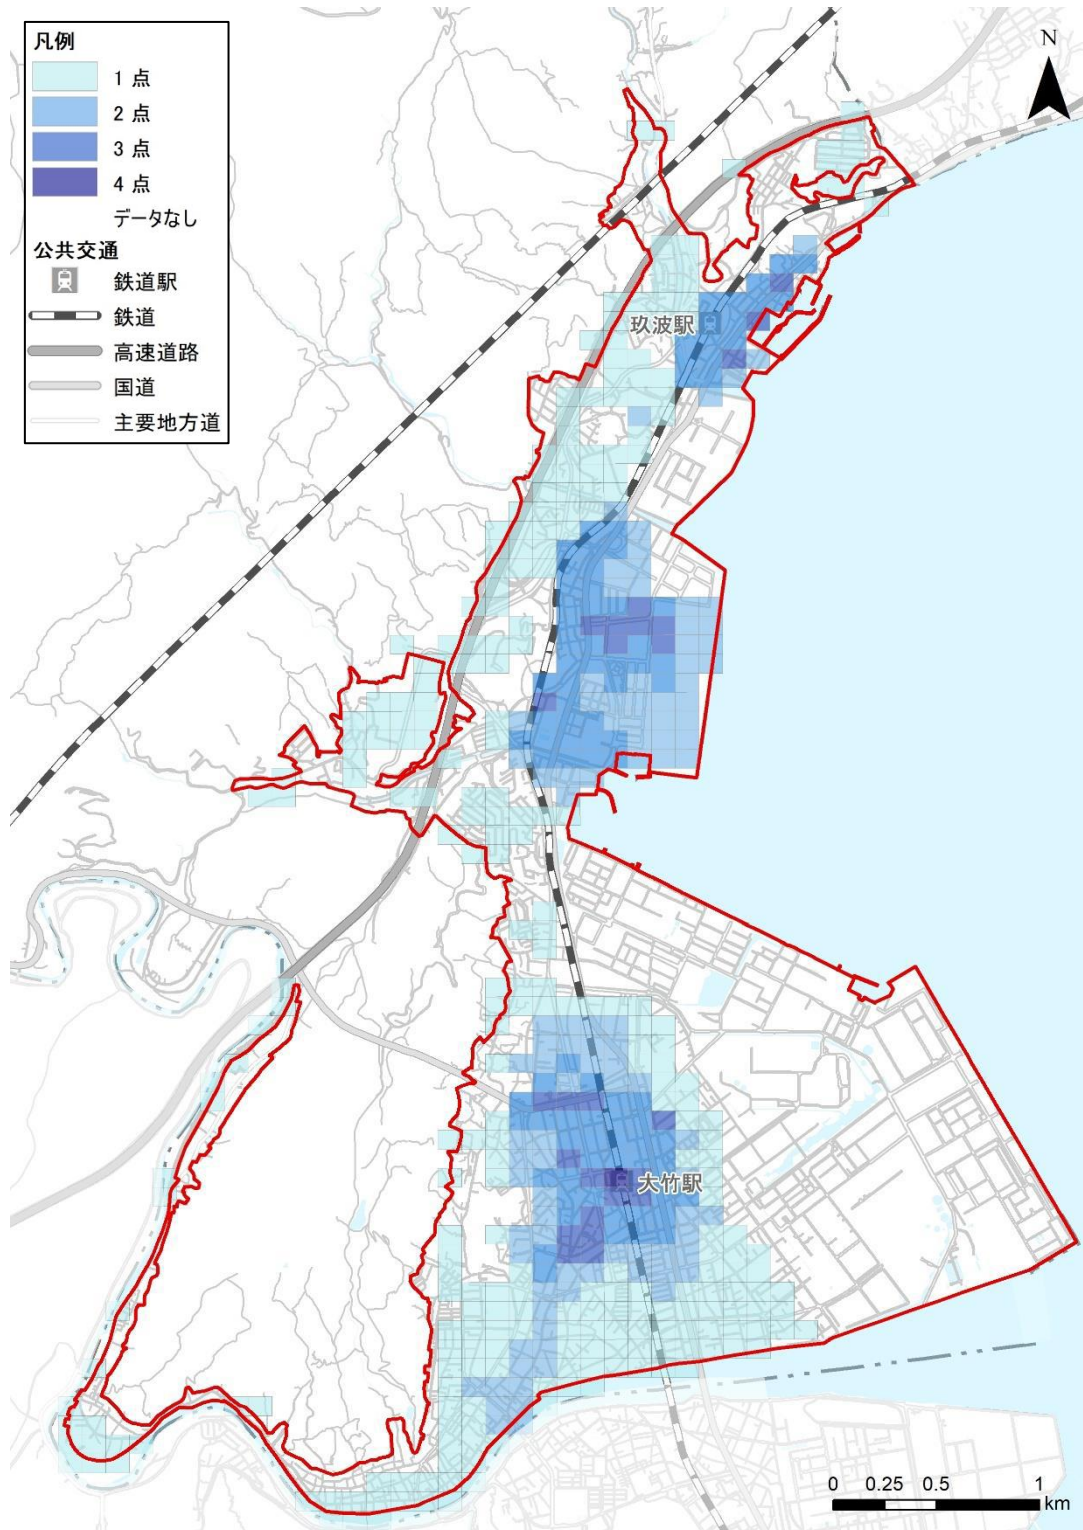 凡例
1 点
2 点
3 点
4 点
データなし
公共交通
鉄道駅
鉄道
高速道路
国道
主要地方道
N
玖波駅
大竹駅
0 0.25 0.5 1
km